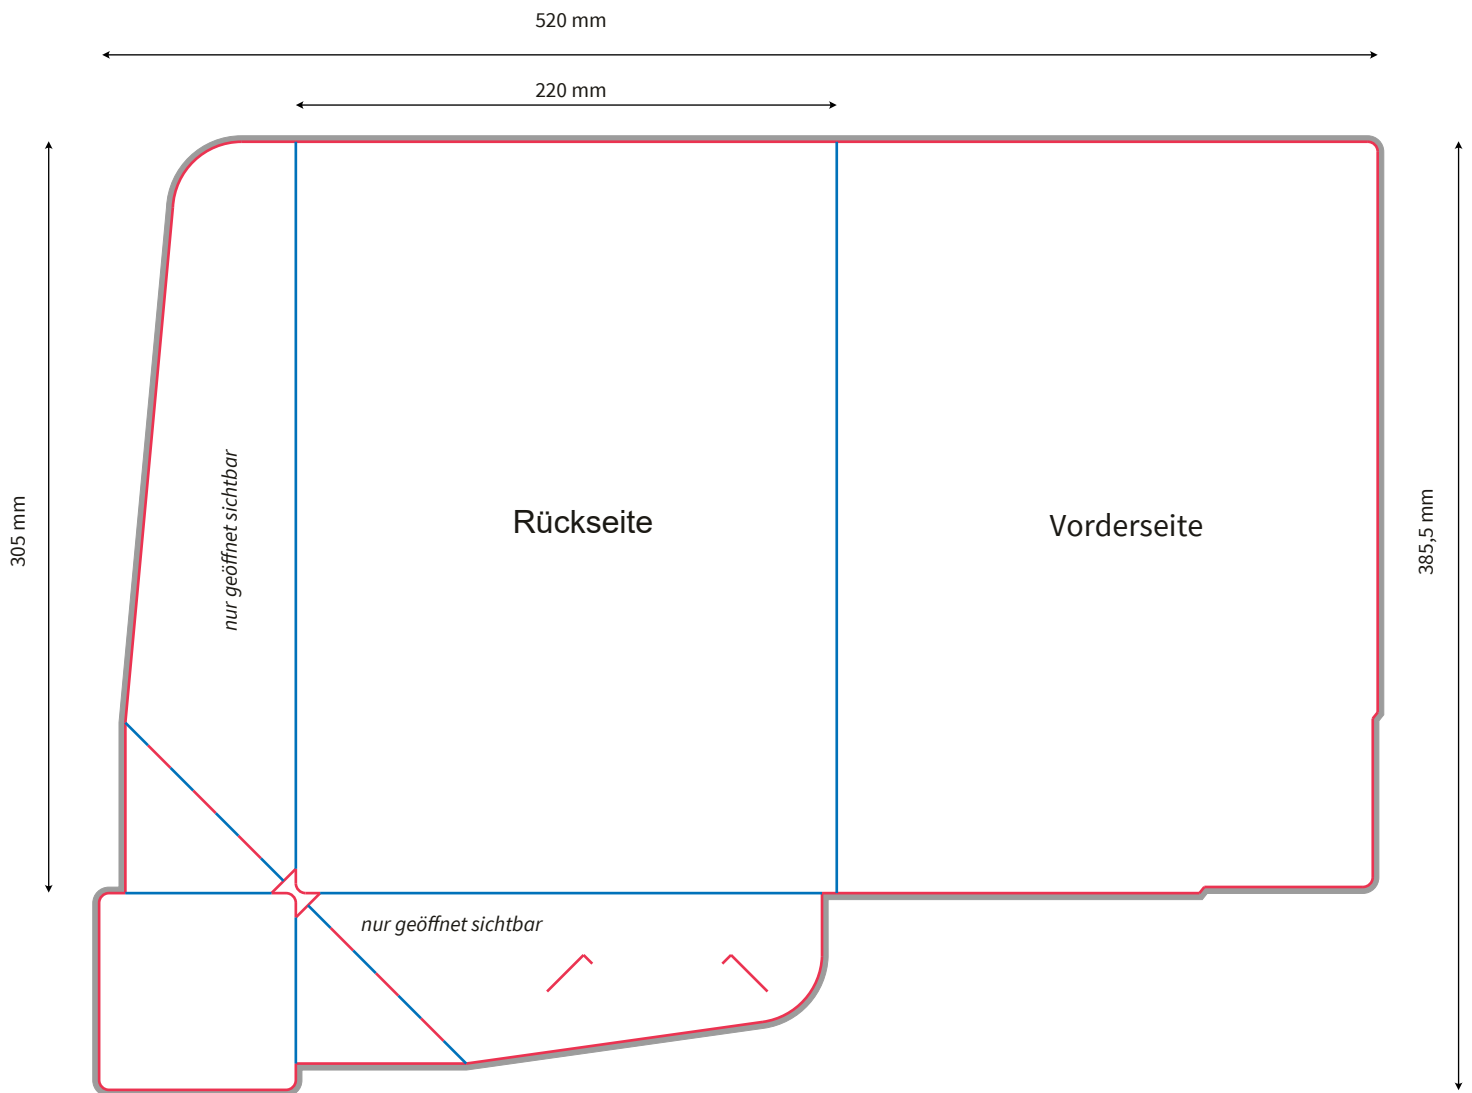 520 mm
220 mm
305 mm
385,5 mm
nur geöffnet sichtbar
Rückseite
Vorderseite
nur geöffnet sichtbar